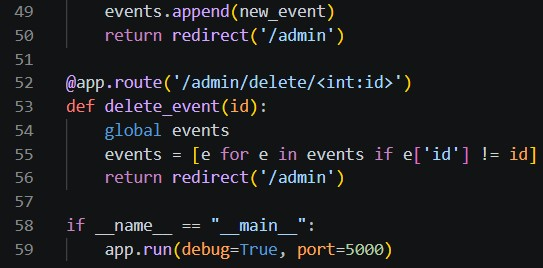 49 events.append(new_event)
50 return redirect('/admin')
51
52 @app.route('/admin/delete/<int:id>')
53 def delete_event(id):
54 global events
55 events = [e for e in events if e['id'] != id]
56 return redirect('/admin')
57
58 if __name__ == "__main__":
59 app.run(debug=True, port=5000)